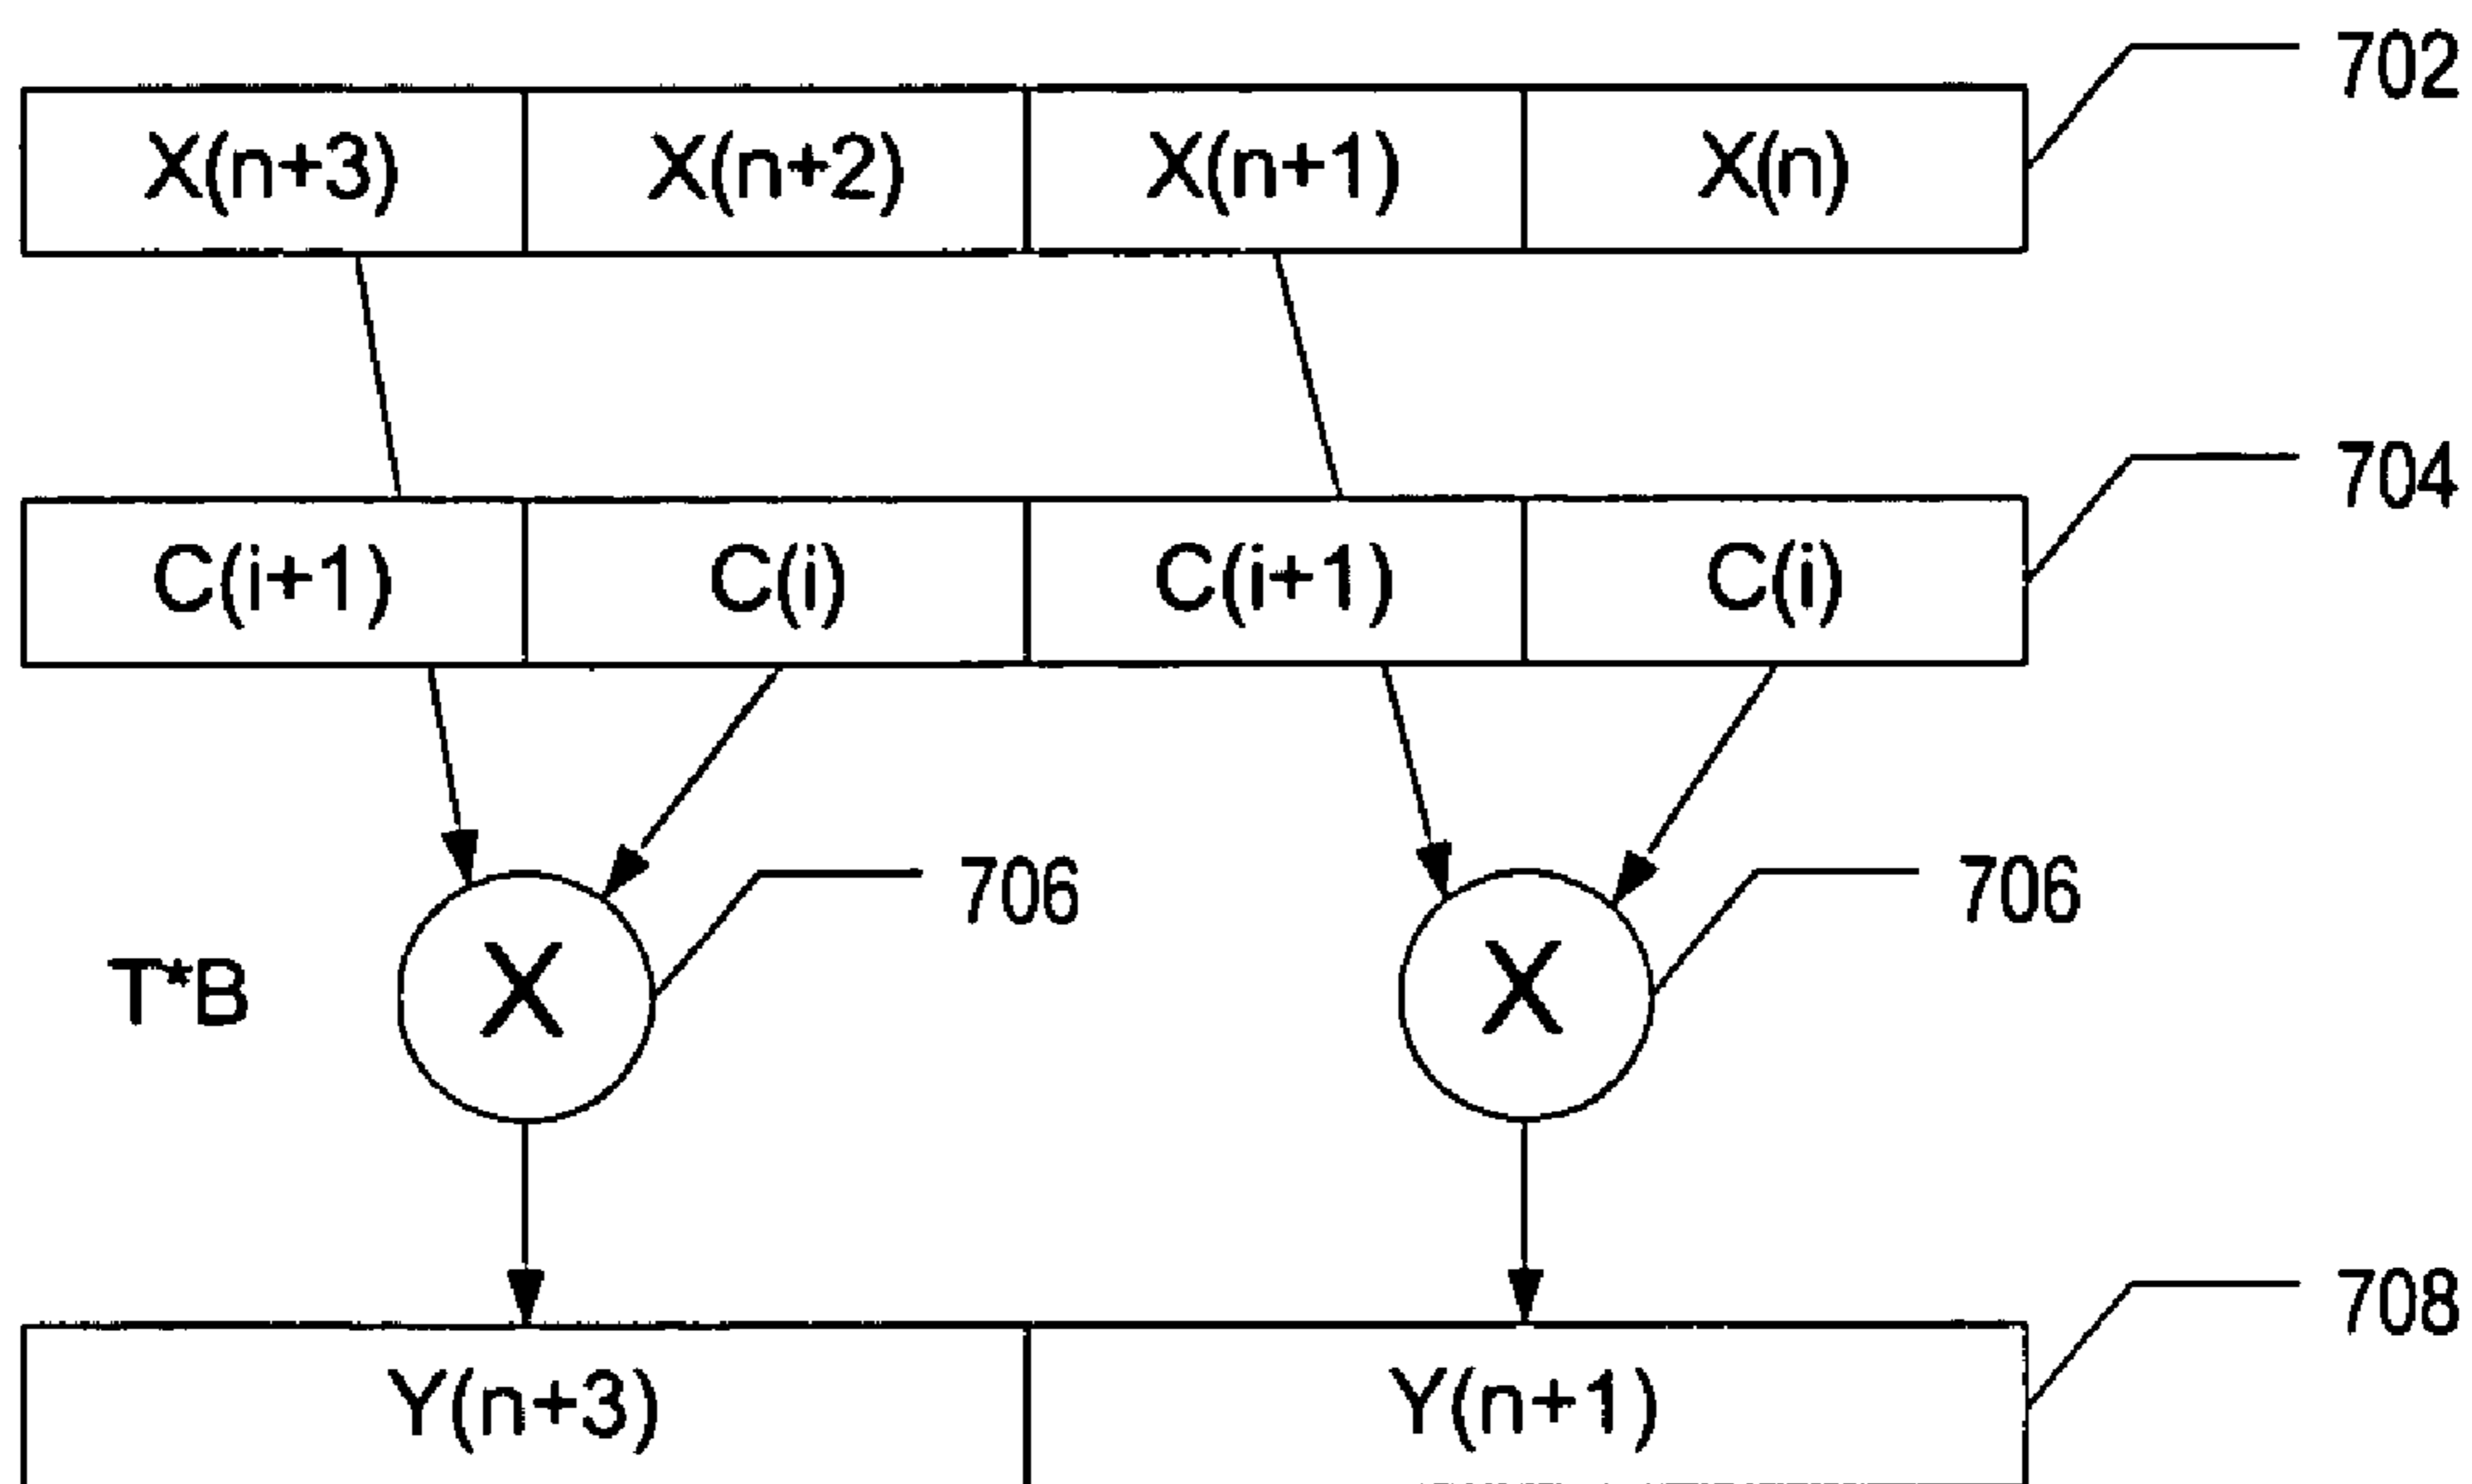 702
X(n+3) X(n+2) X(n+1) X(n)
704
C(i+1) C(i) C(i+1) C(i)
706 706
T*B X X
708
Y(n+3) Y(n+1)